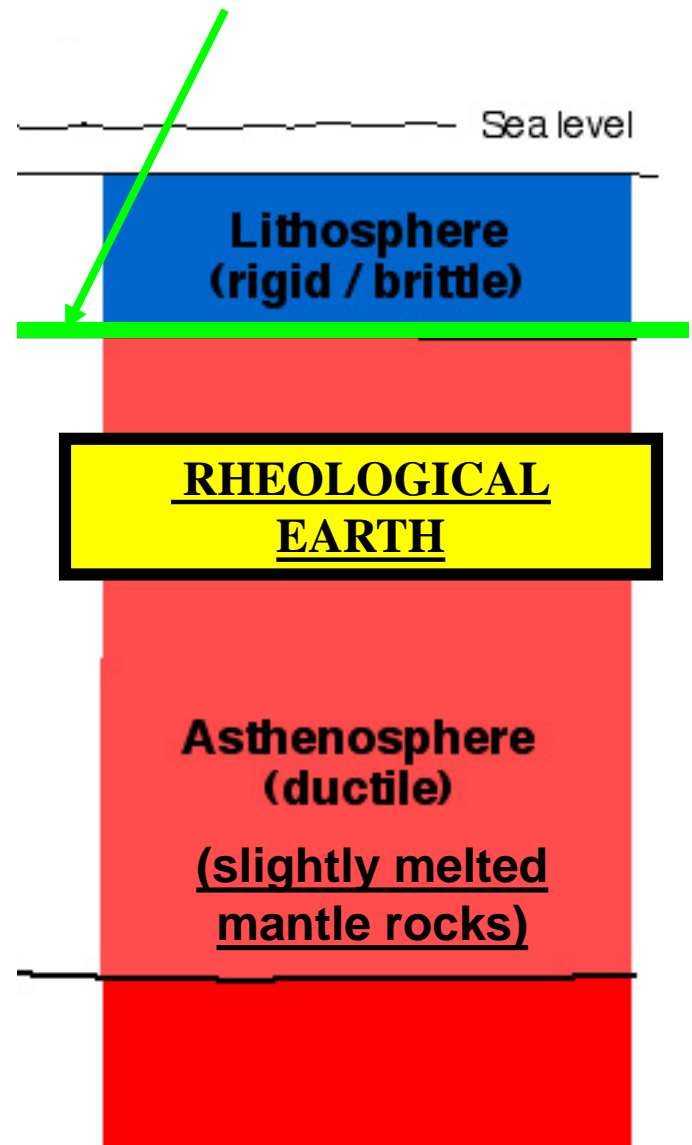 Sea level
Lithosphere
(rigid / brittle)
RHEOLOGICAL
EARTH
Asthenosphere
(ductile)
(slightly melted
mantle rocks)